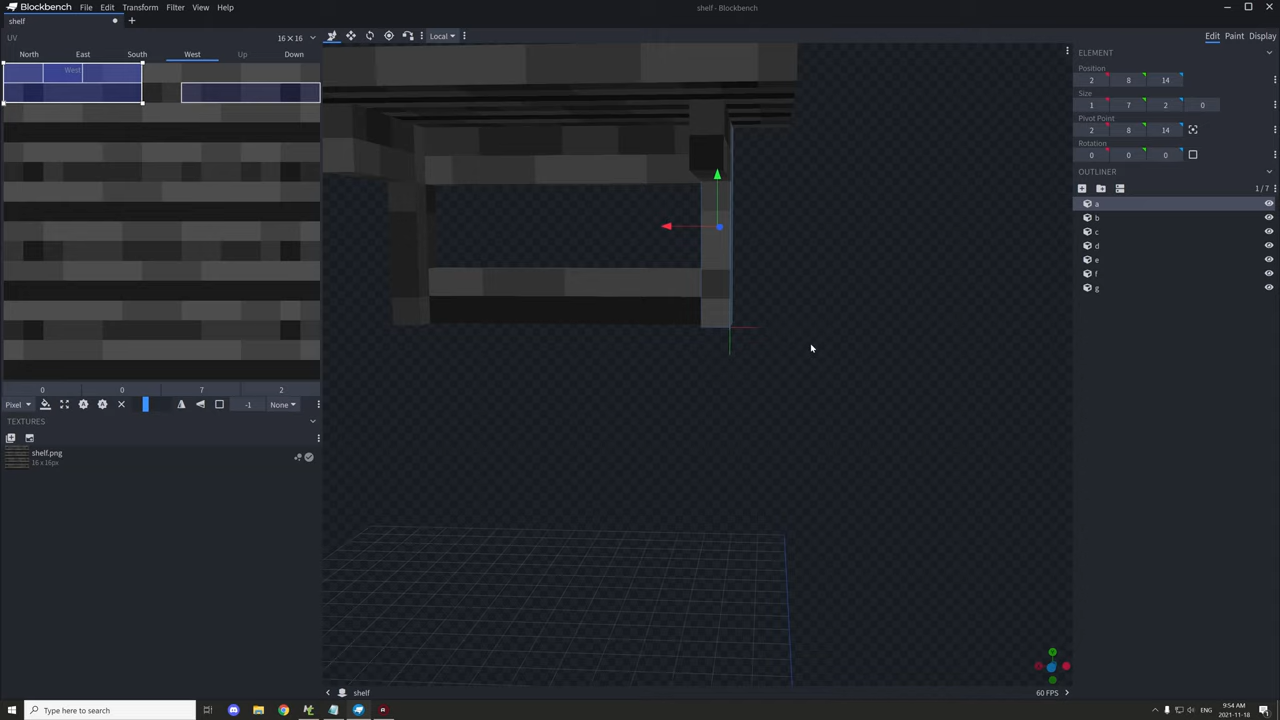 Blockbench File Edit Transform Filter View Help shelf - Blockbench
shelf
UV 16 × 16
North East South West Up Down
West
0 0 7 2
Pixel -1 None
TEXTURES
shelf.png
16 x 16px
Local
shelf 60 FPS
Edit Paint Display
ELEMENT
Position
2 8 14
Size
1 7 2 0
Pivot Point
2 8 14
Rotation
0 0 0
OUTLINER
1 / 7
a
b
c
d
e
f
g
Type here to search
ENG
9:54 AM
2021-11-18